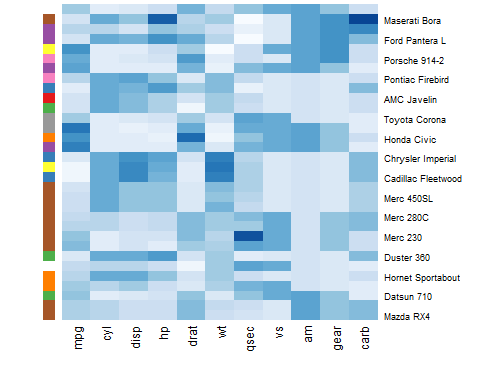 Maserati Bora
Ford Pantera L
Porsche 914-2
Pontiac Firebird
AMC Javelin
Toyota Corona
Honda Civic
Chrysler Imperial
Cadillac Fleetwood
Merc 450SL
Merc 280C
Merc 230
Duster 360
Hornet Sportabout
Datsun 710
Mazda RX4
mpg cyl disp hp drat wt qsec vs am gear carb